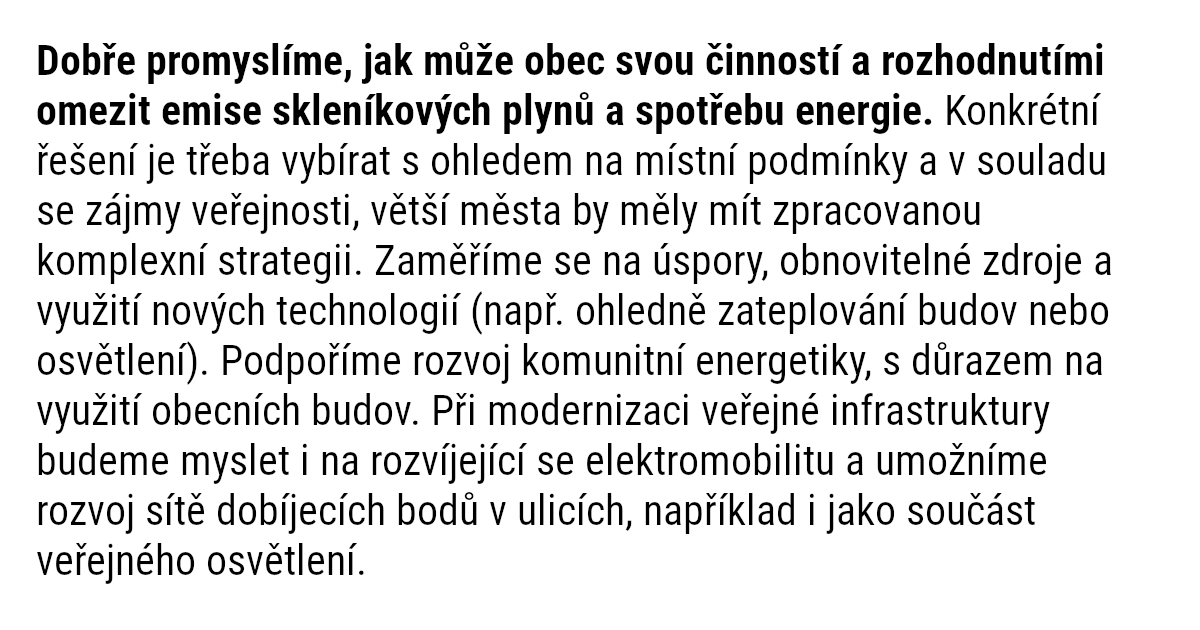 Dobře promyslíme, jak může obec svou činností a rozhodnutími
omezit emise skleníkových plynů a spotřebu energie. Konkrétní
řešení je třeba vybírat s ohledem na místní podmínky a v souladu
se zájmy veřejnosti, větší města by měly mít zpracovanou
komplexní strategii. Zaměříme se na úspory, obnovitelné zdroje a
využití nových technologií (např. ohledně zateplování budov nebo
osvětlení). Podpoříme rozvoj komunitní energetiky, s důrazem na
využití obecních budov. Při modernizaci veřejné infrastruktury
budeme myslet i na rozvíjející se elektromobilitu a umožníme
rozvoj sítě dobíjecích bodů v ulicích, například i jako součást
veřejného osvětlení.